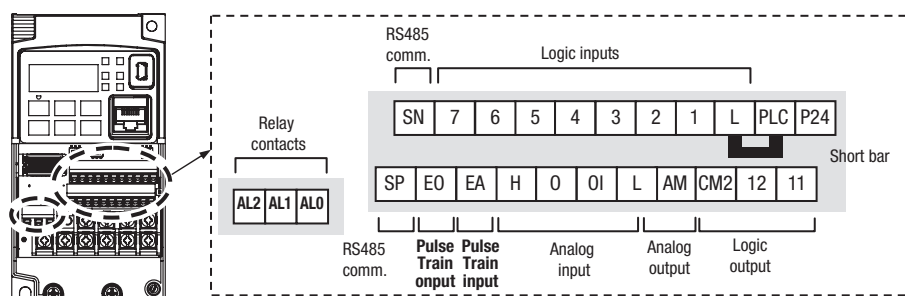 RS485
comm.
Logic inputs
SN 7 6 5 4 3 2 1 L PLC P24
Relay
contacts
Short bar
SP EO EA H O OI L AM CM2 12 11
AL2 AL1 AL0
RS485
comm.
Pulse
Train
onput
Pulse
Train
input
Analog
input
Analog
output
Logic
output